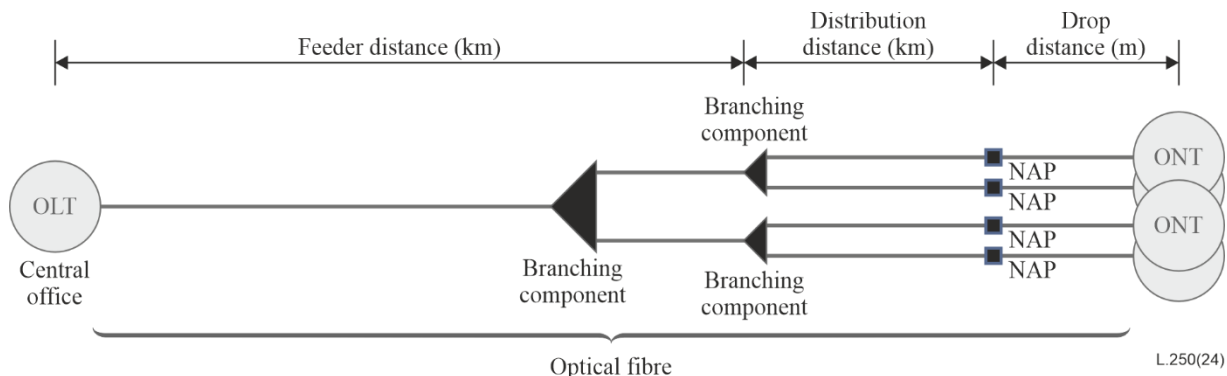 Feeder distance (km)
Distribution
distance (km)
Drop
distance (m)
Branching
component
OLT
NAP
NAP
ONT
NAP
NAP
ONT
Central
office
Branching
component
Branching
component
Optical fibre
L.250(24)